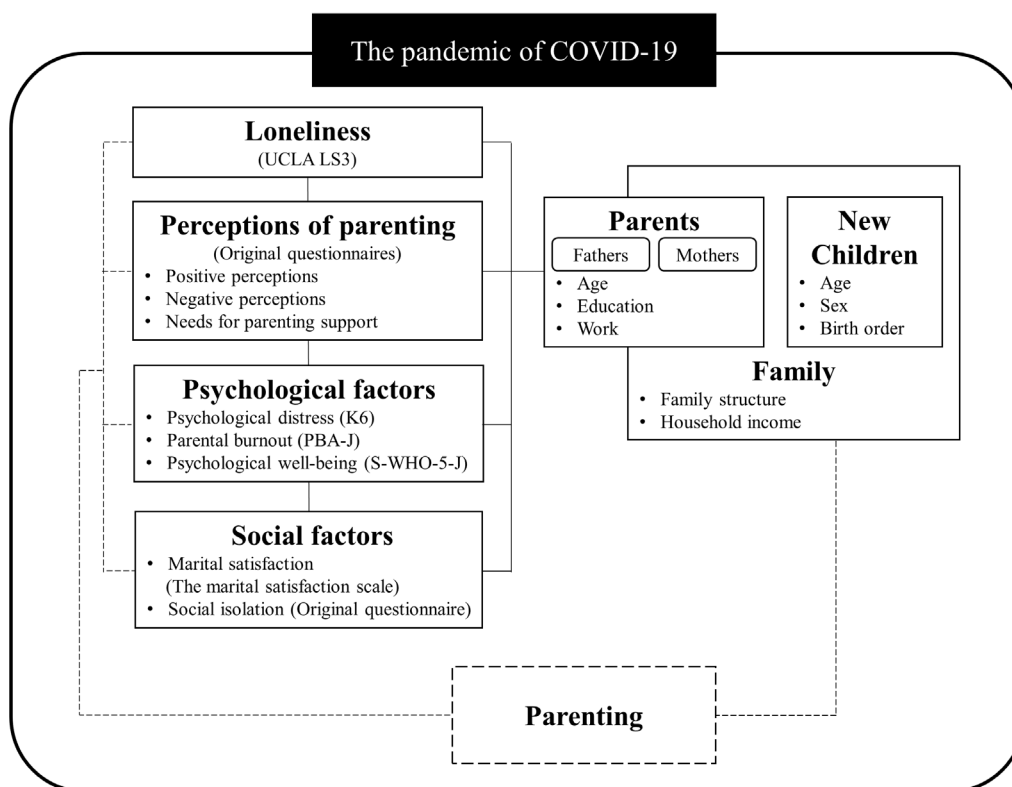 The pandemic of COVID-19
Loneliness
(UCLA LS3)
Perceptions of parenting
(Original questionnaires)
• Positive perceptions
• Negative perceptions
• Needs for parenting support
Psychological factors
• Psychological distress (K6)
• Parental burnout (PBA-J)
• Psychological well-being (S-WHO-5-J)
Social factors
• Marital satisfaction
(The marital satisfaction scale)
• Social isolation (Original questionnaire)
Parents
Fathers
Mothers
• Age
• Education
• Work
New
Children
• Age
• Sex
• Birth order
Family
• Family structure
• Household income
Parenting